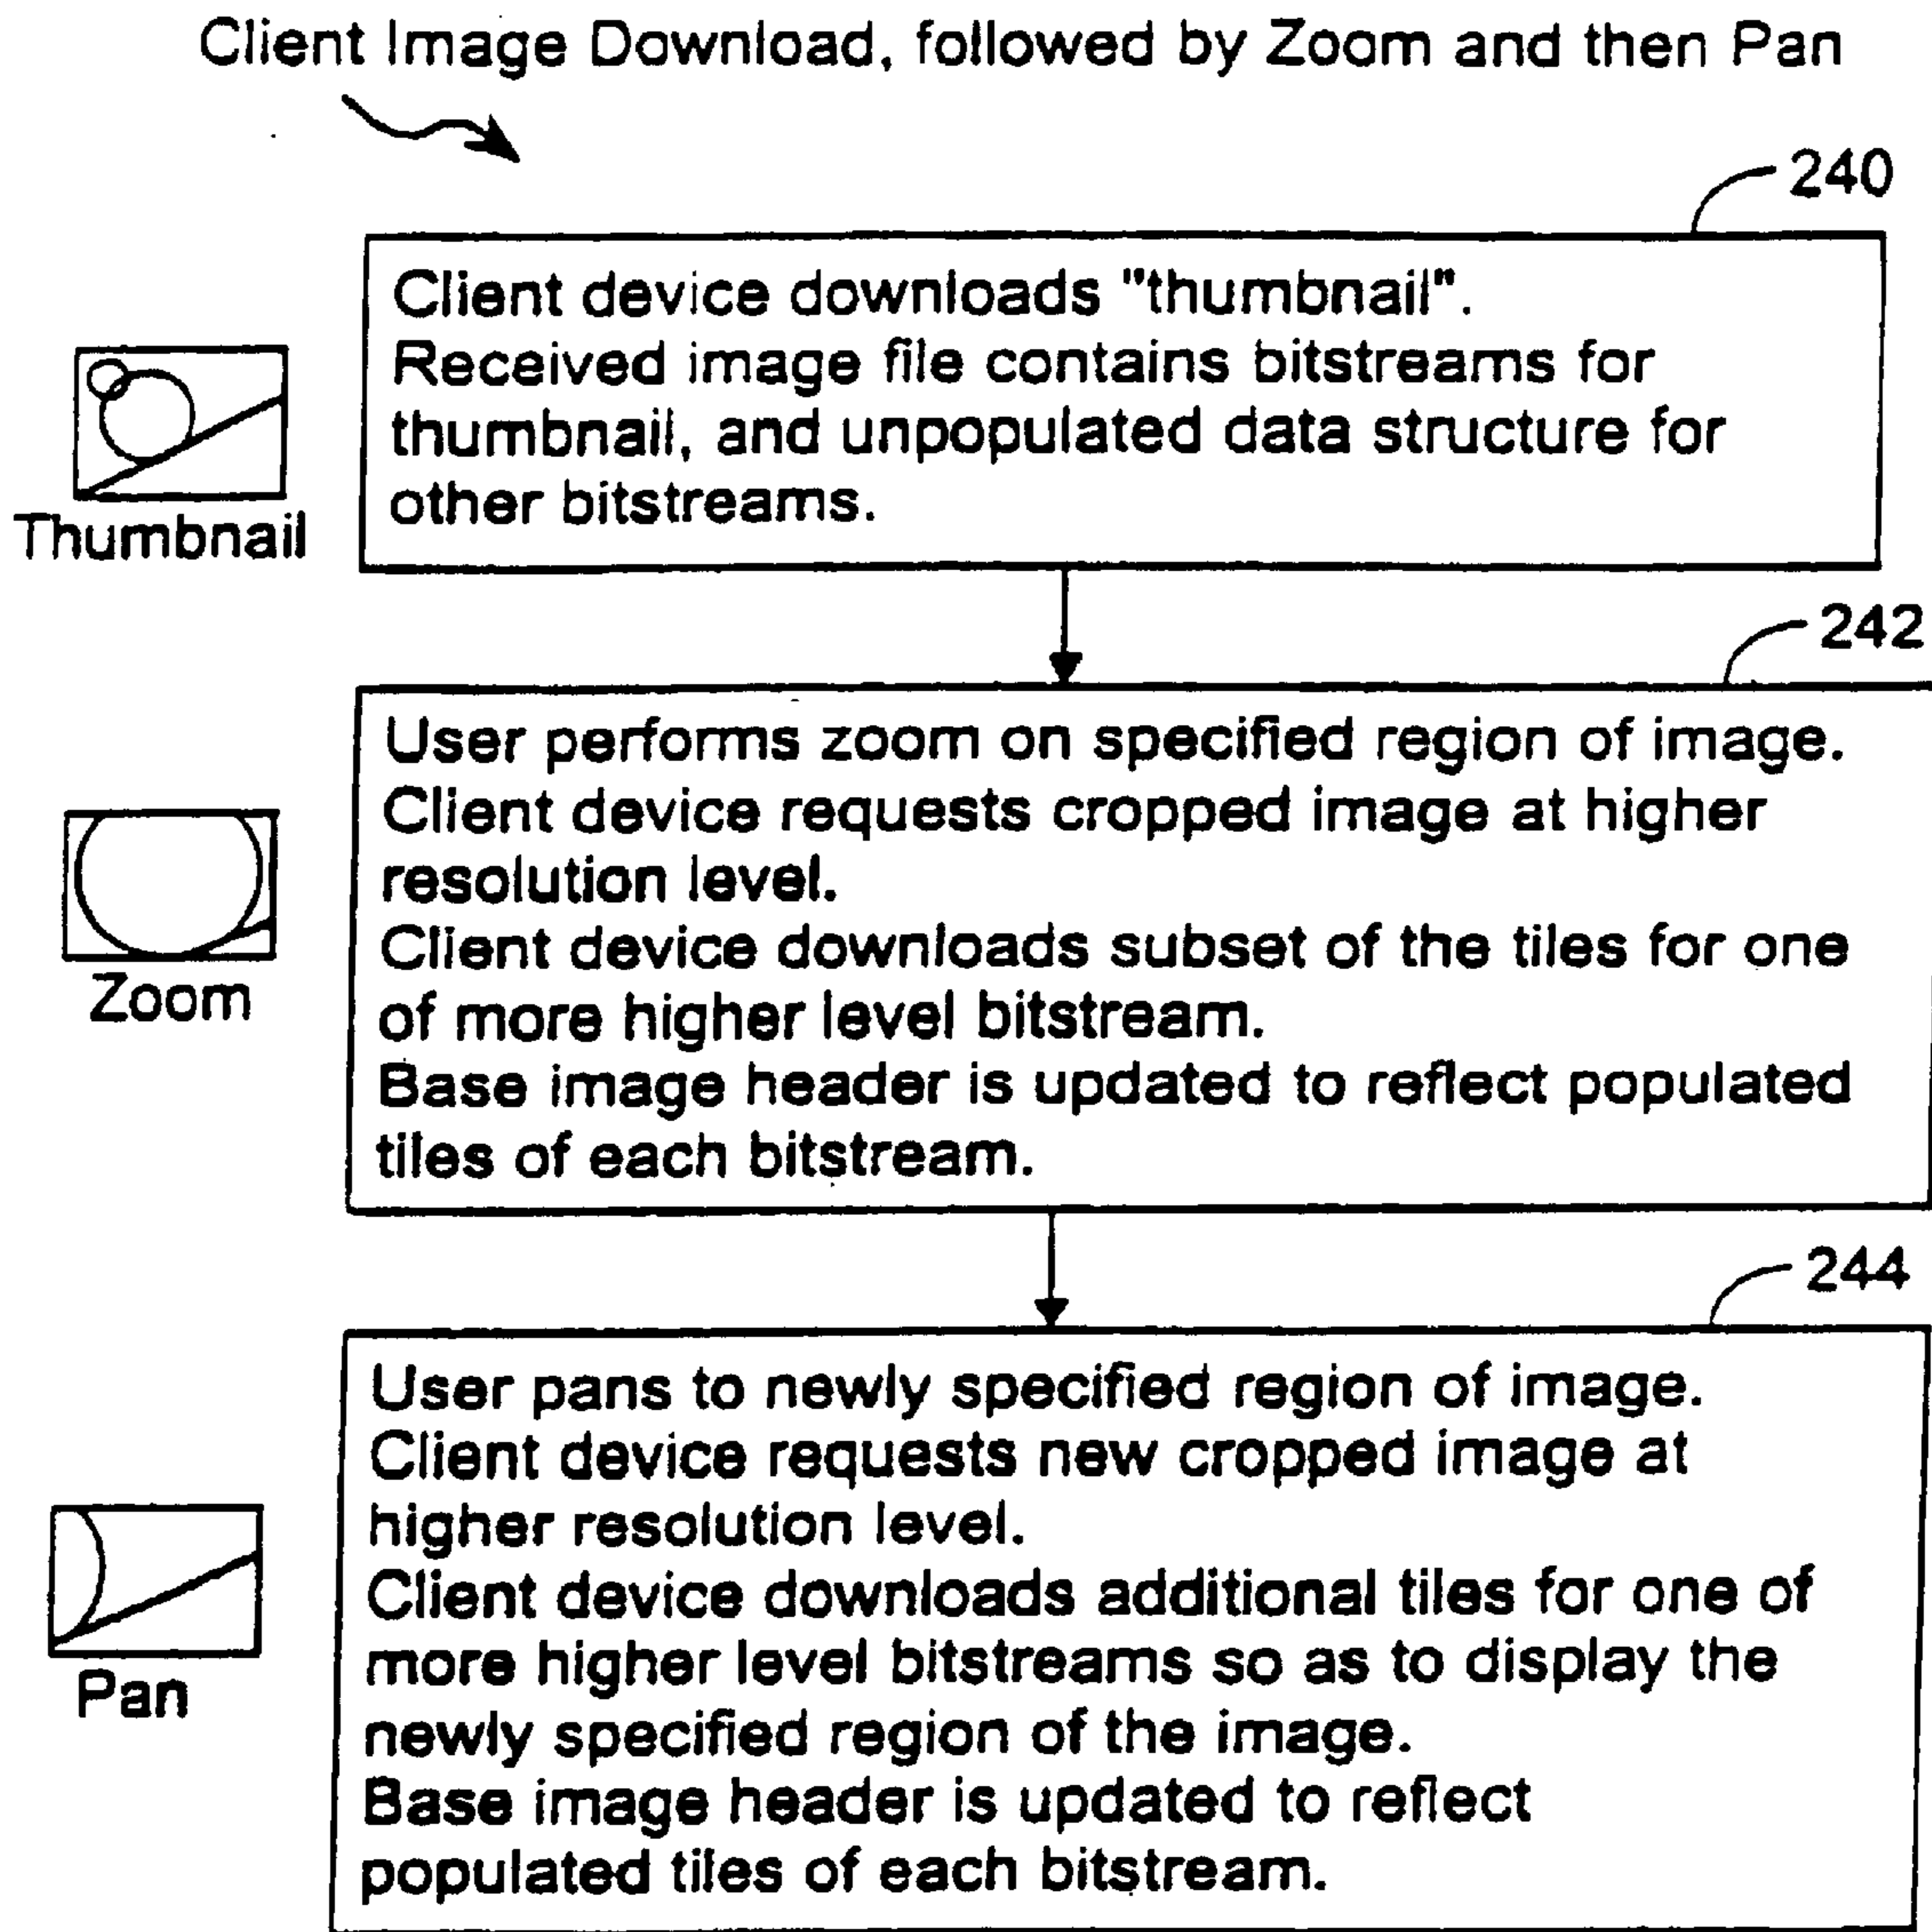 Client Image Download, followed by Zoom and then Pan
240
Client device downloads "thumbnail".
Received image file contains bitstreams for
thumbnail, and unpopulated data structure for
other bitstreams.
Thumbnail
242
User performs zoom on specified region of image.
Client device requests cropped image at higher
resolution level.
Client device downloads subset of the tiles for one
of more higher level bitstream.
Base image header is updated to reflect populated
tiles of each bitstream.
Zoom
244
User pans to newly specified region of image.
Client device requests new cropped image at
higher resolution level.
Client device downloads additional tiles for one of
more higher level bitstreams so as to display the
newly specified region of the image.
Base image header is updated to reflect
populated tiles of each bitstream.
Pan